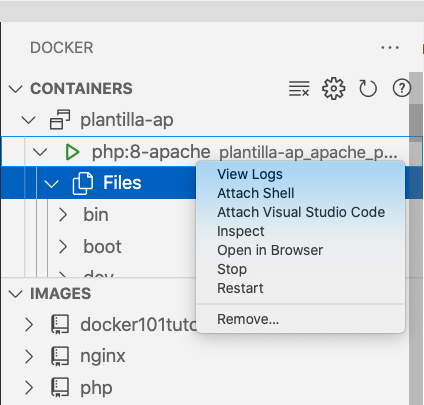 DOCKER
CONTAINERS
plantilla-ap
php:8-apache plantilla-ap_apache_p...
Files
bin
boot
dev
View Logs
Attach Shell
Attach Visual Studio Code
Inspect
Open in Browser
Stop
Restart
Remove...
IMAGES
docker101tuto
nginx
php